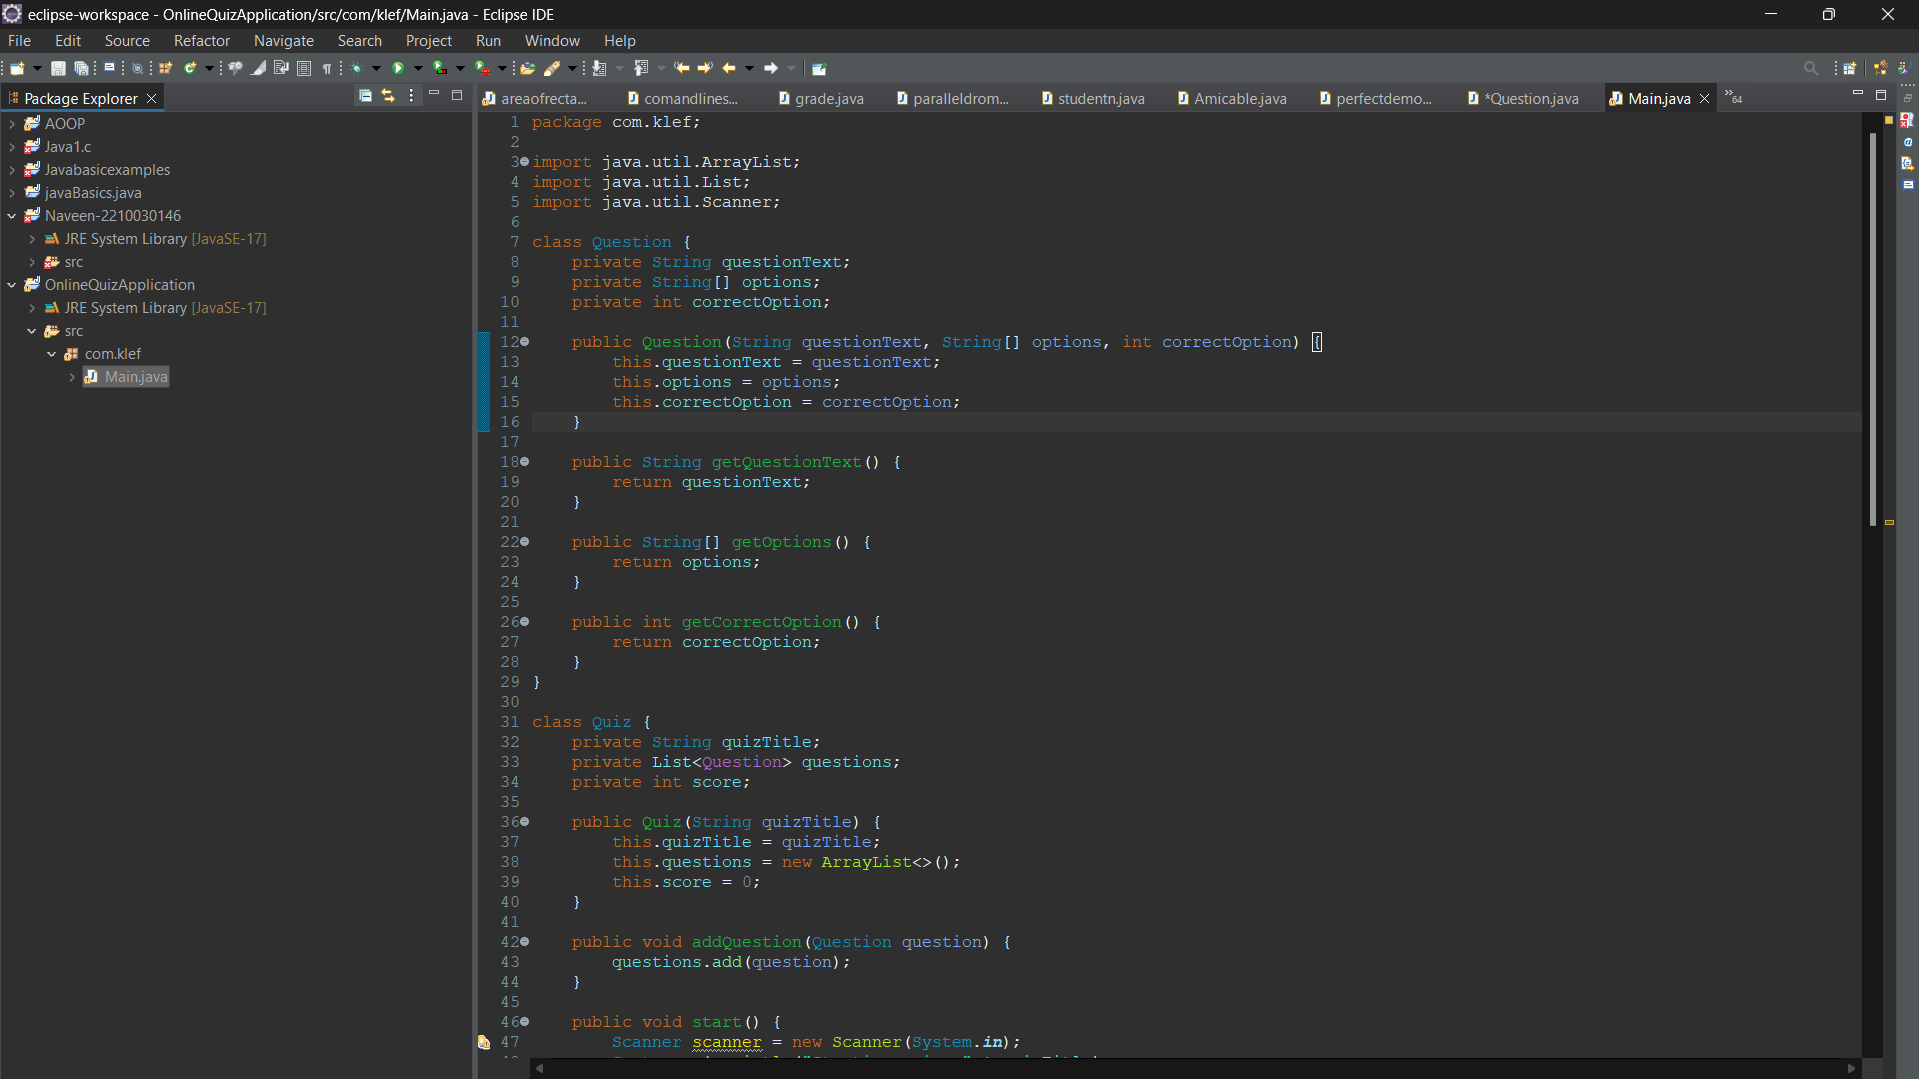 eclipse-workspace - OnlineQuizApplication/src/com/klef/Main.java - Eclipse IDE
File Edit Source Refactor Navigate Search Project Run Window Help
Package Explorer
AOOP
Java1.c
Javabasicexamples
javaBasics.java
Naveen-2210030146
JRE System Library [JavaSE-17]
src
OnlineQuizApplication
JRE System Library [JavaSE-17]
src
com.klef
Main.java
areaofrecta... comandlines... grade.java paralleldrom... studentn.java Amicable.java perfectdemo... *Question.java Main.java »64
1 package com.klef;
2
3 import java.util.ArrayList;
4 import java.util.List;
5 import java.util.Scanner;
6
7 class Question {
8     private String questionText;
9     private String[] options;
10     private int correctOption;
11
12     public Question(String questionText, String[] options, int correctOption) {
13         this.questionText = questionText;
14         this.options = options;
15         this.correctOption = correctOption;
16     }
17
18     public String getQuestionText() {
19         return questionText;
20     }
21
22     public String[] getOptions() {
23         return options;
24     }
25
26     public int getCorrectOption() {
27         return correctOption;
28     }
29 }
30
31 class Quiz {
32     private String quizTitle;
33     private List<Question> questions;
34     private int score;
35
36     public Quiz(String quizTitle) {
37         this.quizTitle = quizTitle;
38         this.questions = new ArrayList<>();
39         this.score = 0;
40     }
41
42     public void addQuestion(Question question) {
43         questions.add(question);
44     }
45
46     public void start() {
47         Scanner scanner = new Scanner(System.in);